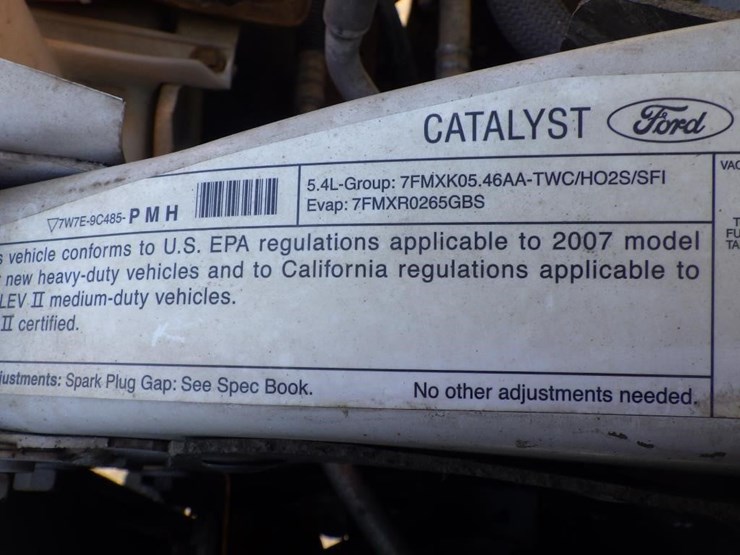 CATALYST Ford
5.4L-Group: 7FMXK05.46AA-TWC/HO2S/SFI
Evap: 7FMXR0265GBS
7W7E-9C485-PMH
vehicle conforms to U.S. EPA regulations applicable to 2007 model
new heavy-duty vehicles and to California regulations applicable to
LEV II medium-duty vehicles.
II certified.
justments: Spark Plug Gap: See Spec Book. No other adjustments needed.
VAC
T
FU
TA